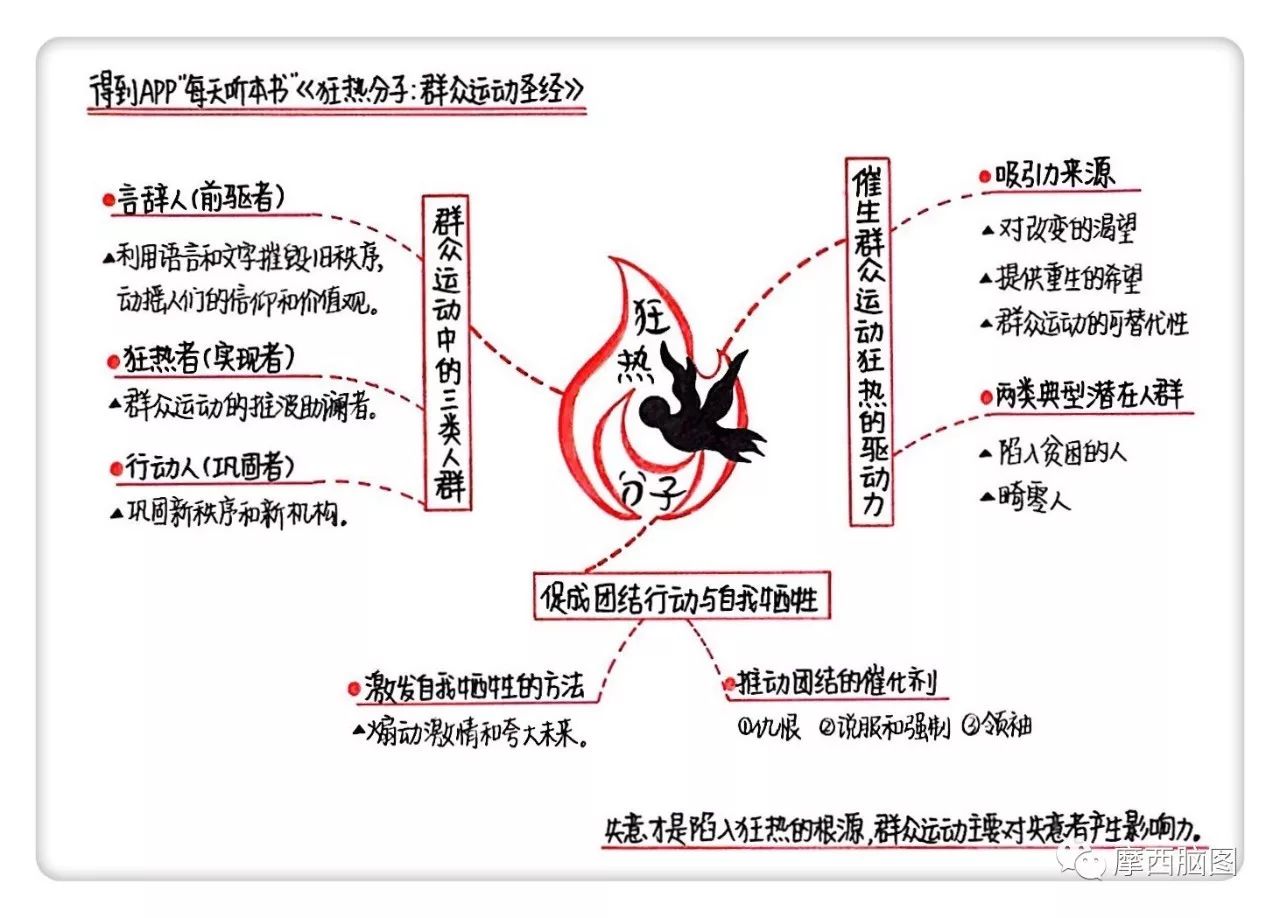 得到APP"每天听本书"《狂热分子:群众运动圣经》
言辞人(前驱者)
▲利用语言和文字摧毁旧秩序,
动摇人们的信仰和价值观。
狂热者(实现者)
▲群众运动的推波助澜者。
行动人(巩固者)
▲巩固新秩序和新机构。
群众运动中的三类人群
狂热分子
催生群众运动狂热的驱动力
吸引力来源
▲对改变的渴望
▲提供重生的希望
▲群众运动的可替代性
两类典型潜在人群
▲陷入贫困的人
▲畸零人
促成团结行动与自我牺牲
激发自我牺牲的方法
▲煽动激情和夸大未来。
推动团结的催化剂
①仇恨 ②说服和强制 ③领袖
失意才是陷入狂热的根源,群众运动主要对失意者产生影响力。
摩西脑图